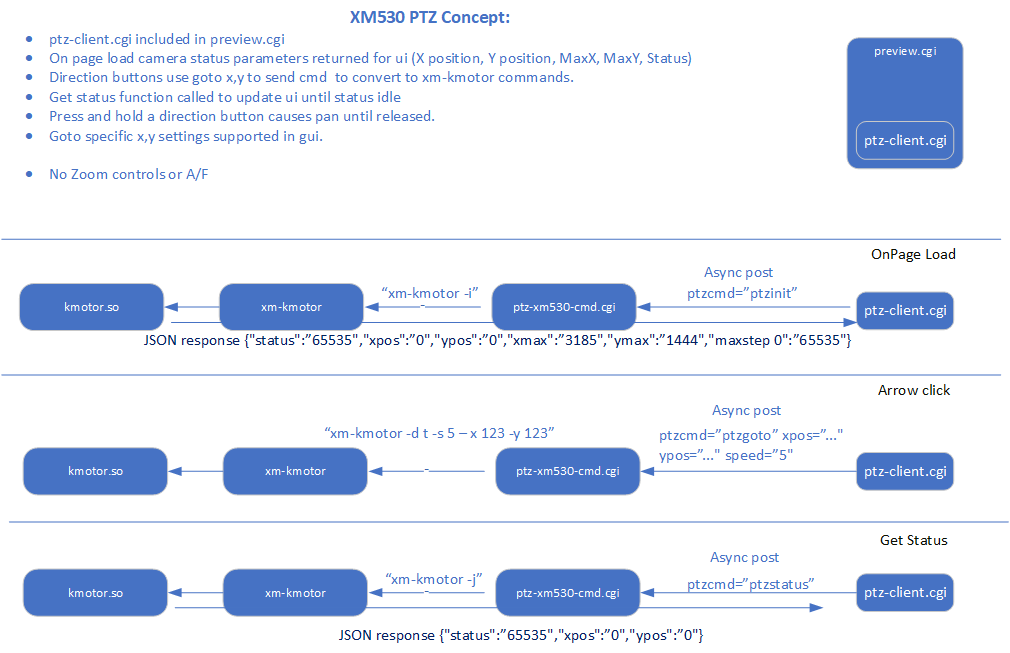 XM530 PTZ Concept:
• ptz-client.cgi included in preview.cgi
• On page load camera status parameters returned for ui (X position, Y position, MaxX, MaxY, Status)
• Direction buttons use goto x,y to send cmd to convert to xm-kmotor commands.
• Get status function called to update ui until status idle
• Press and hold a direction button causes pan until released.
• Goto specific x,y settings supported in gui.
• No Zoom controls or A/F
preview.cgi
ptz-client.cgi
OnPage Load
Async post
ptzcmd=”ptzinit”
“xm-kmotor -i”
kmotor.so
xm-kmotor
ptz-xm530-cmd.cgi
ptz-client.cgi
JSON response {"status":”65535",”xpos":”0",”ypos":”0",”xmax":”3185",”ymax":”1444",”maxstep 0":”65535"}
Arrow click
Async post
“xm-kmotor -d t -s 5 – x 123 -y 123”
ptzcmd=”ptzgoto” xpos=”..."
ypos=”..." speed=”5"
kmotor.so
xm-kmotor
ptz-xm530-cmd.cgi
ptz-client.cgi
Get Status
Async post
“xm-kmotor -j”
ptzcmd=”ptzstatus”
kmotor.so
xm-kmotor
ptz-xm530-cmd.cgi
ptz-client.cgi
JSON response {"status":”65535",”xpos":”0",”ypos":”0"}